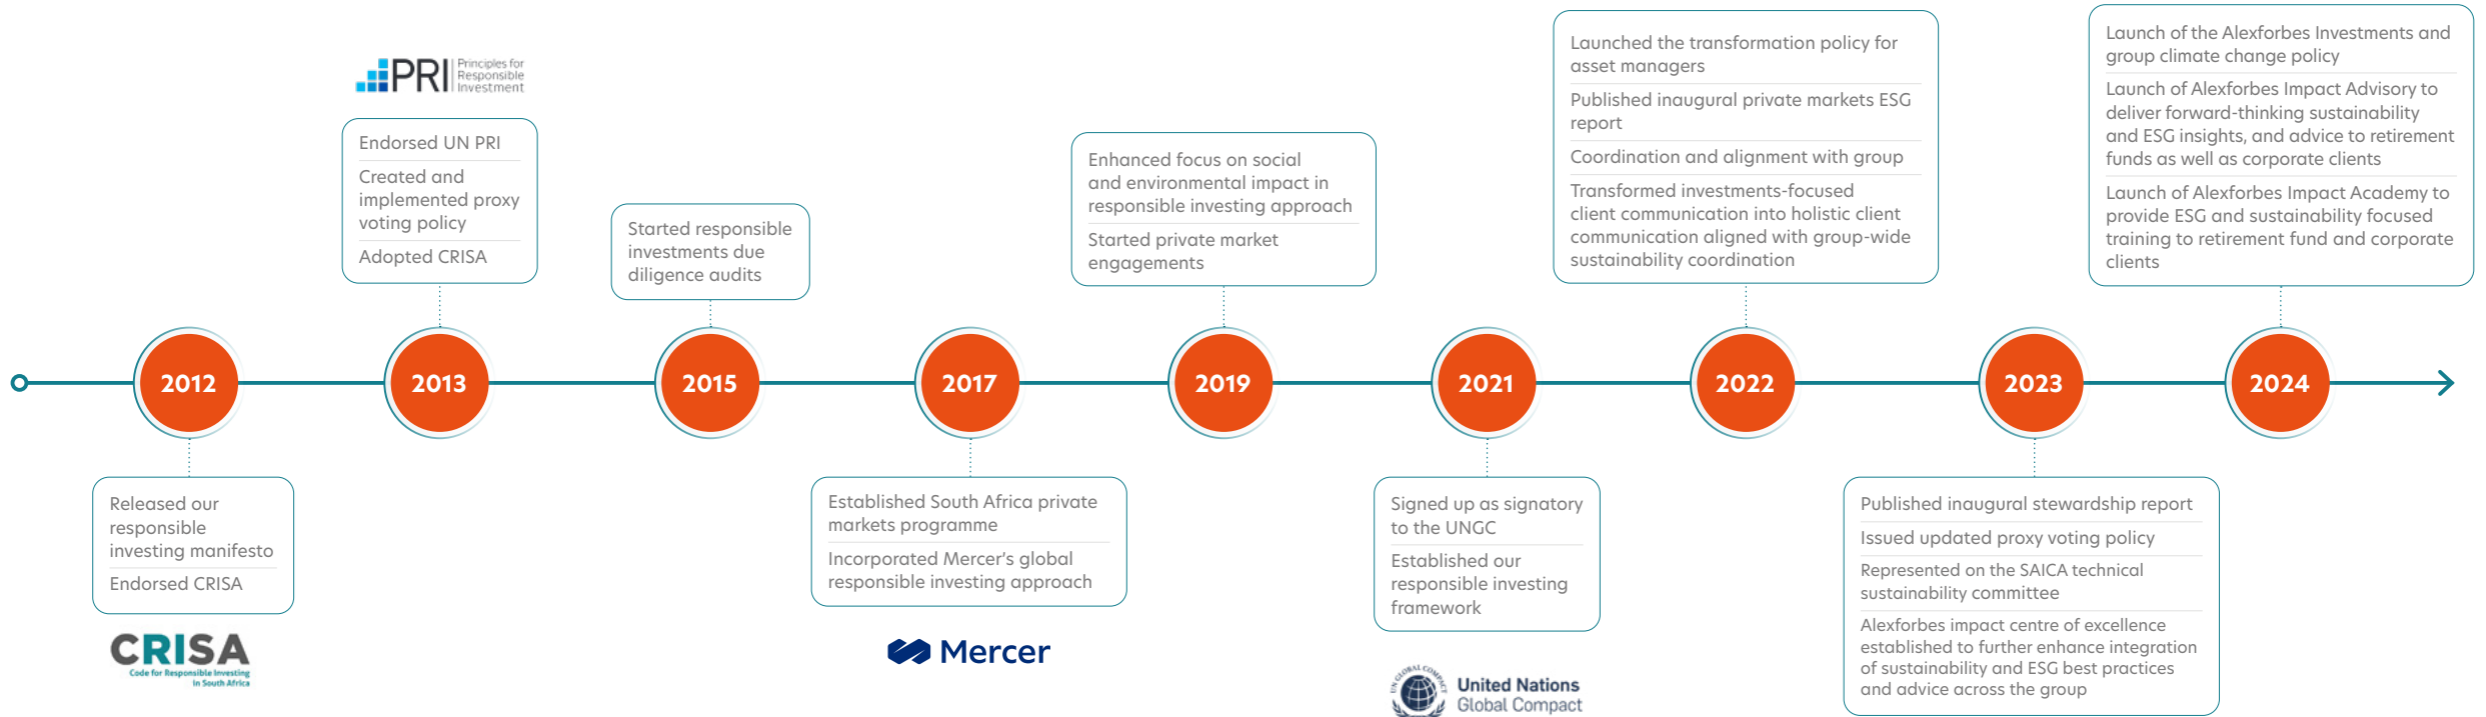 2012
Released our
responsible
investing manifesto
Endorsed CRISA
CRISA
Code for Responsible Investing
in South Africa
PRI
Principles for
Responsible
Investment
Endorsed UN PRI
Created and
implemented proxy
voting policy
Adopted CRISA
2013
Started responsible
investments due
diligence audits
2015
2017
Established South Africa private
markets programme
Incorporated Mercer's global
responsible investing approach
Mercer
Enhanced focus on social
and environmental impact in
responsible investing approach
Started private market
engagements
2019
2021
Signed up as signatory
to the UNGC
Established our
responsible investing
framework
UN GLOBAL COMPACT
United Nations
Global Compact
Launched the transformation policy for
asset managers
Published inaugural private markets ESG
report
Coordination and alignment with group
Transformed investments-focused
client communication into holistic client
communication aligned with group-wide
sustainability coordination
2022
2023
Published inaugural stewardship report
Issued updated proxy voting policy
Represented on the SAICA technical
sustainability committee
Alexforbes impact centre of excellence
established to further enhance integration
of sustainability and ESG best practices
and advice across the group
Launch of the Alexforbes Investments and
group climate change policy
Launch of Alexforbes Impact Advisory to
deliver forward-thinking sustainability
and ESG insights, and advice to retirement
funds as well as corporate clients
Launch of Alexforbes Impact Academy to
provide ESG and sustainability focused
training to retirement fund and corporate
clients
2024